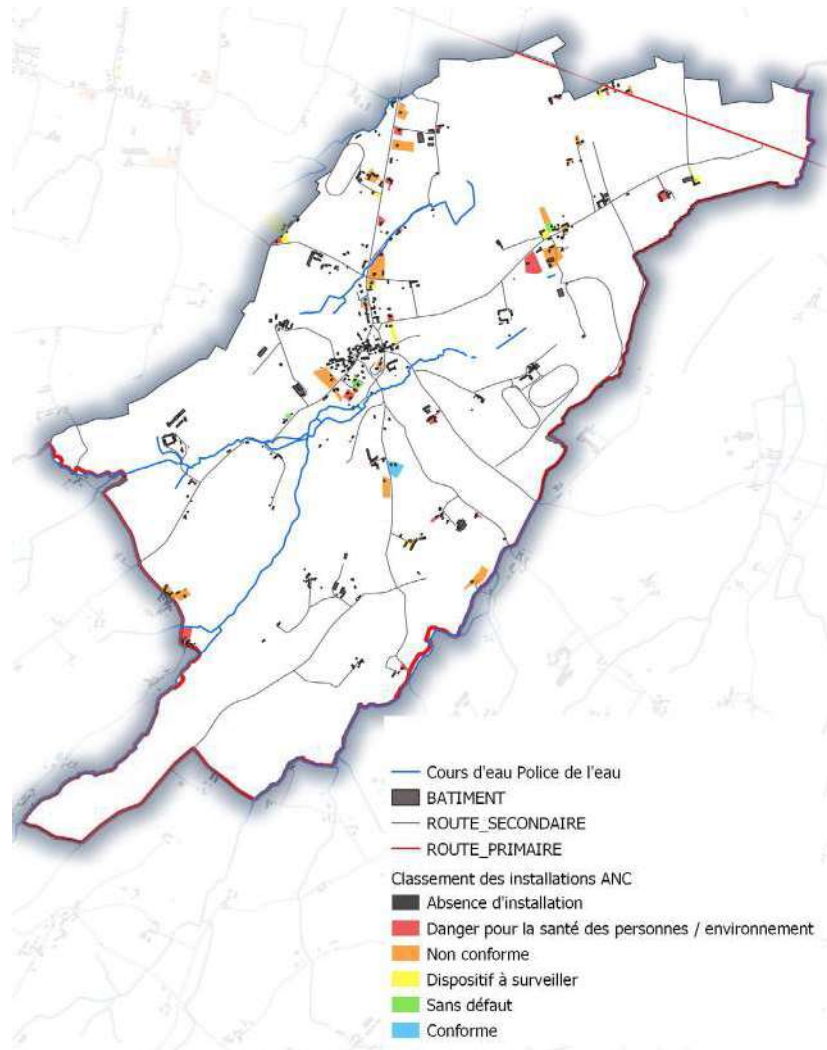 Cours d'eau Police de l'eau
BATIMENT
ROUTE_SECONDAIRE
ROUTE_PRIMAIRE
Classement des installations ANC
Absence d'installation
Danger pour la santé des personnes / environnement
Non conforme
Dispositif à surveiller
Sans défaut
Conforme